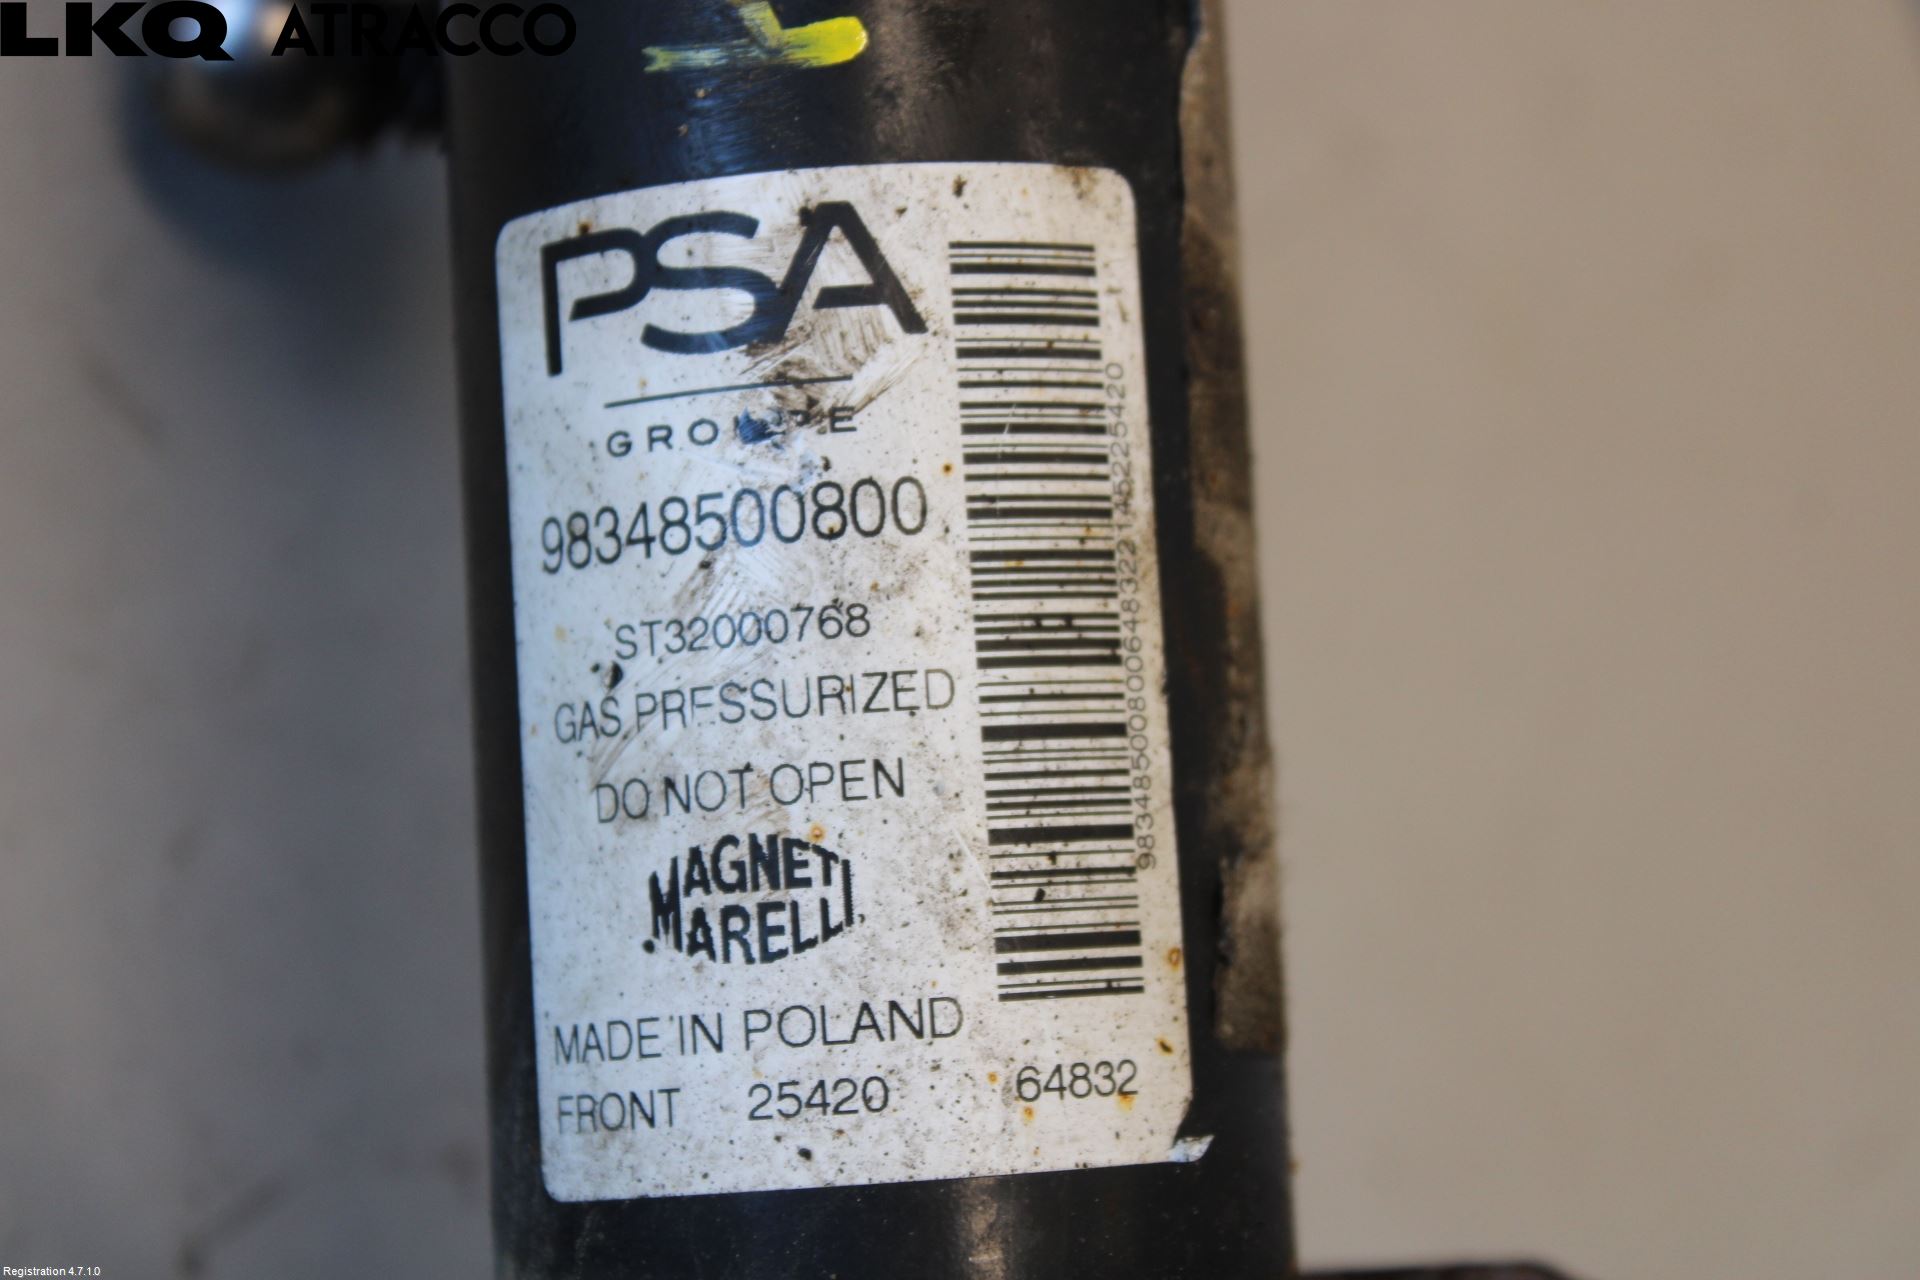 LKQ ATRACCO
L
PSA
GROUPE
98348500800
ST32000768
GAS PRESSURIZED
DO NOT OPEN
MAGNETI
MARELLI
MADE IN POLAND
FRONT 25420 64832
Registration 4.7.1.0